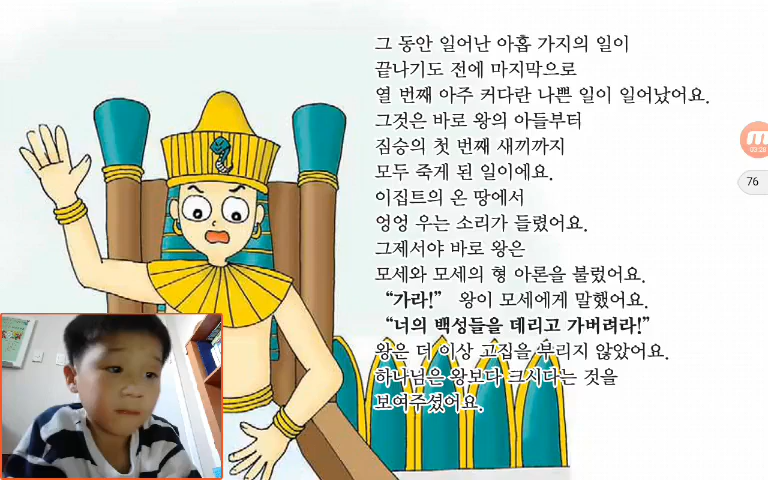 그 동안 일어난 아홉 가지의 일이
끝나기도 전에 마지막으로
열 번째 아주 커다란 나쁜 일이 일어났어요.
그것은 바로 왕의 아들부터
짐승의 첫 번째 새끼까지
모두 죽게 된 일이에요.
이집트의 온 땅에서
엉엉 우는 소리가 들렸어요.
그제서야 바로 왕은
모세와 모세의 형 아론을 불렀어요.
“가라!” 왕이 모세에게 말했어요.
“너의 백성들을 데리고 가버려라!”
왕은 더 이상 고집을 부리지 않았어요.
하나님은 왕보다 크시다는 것을
보여주셨어요.
76